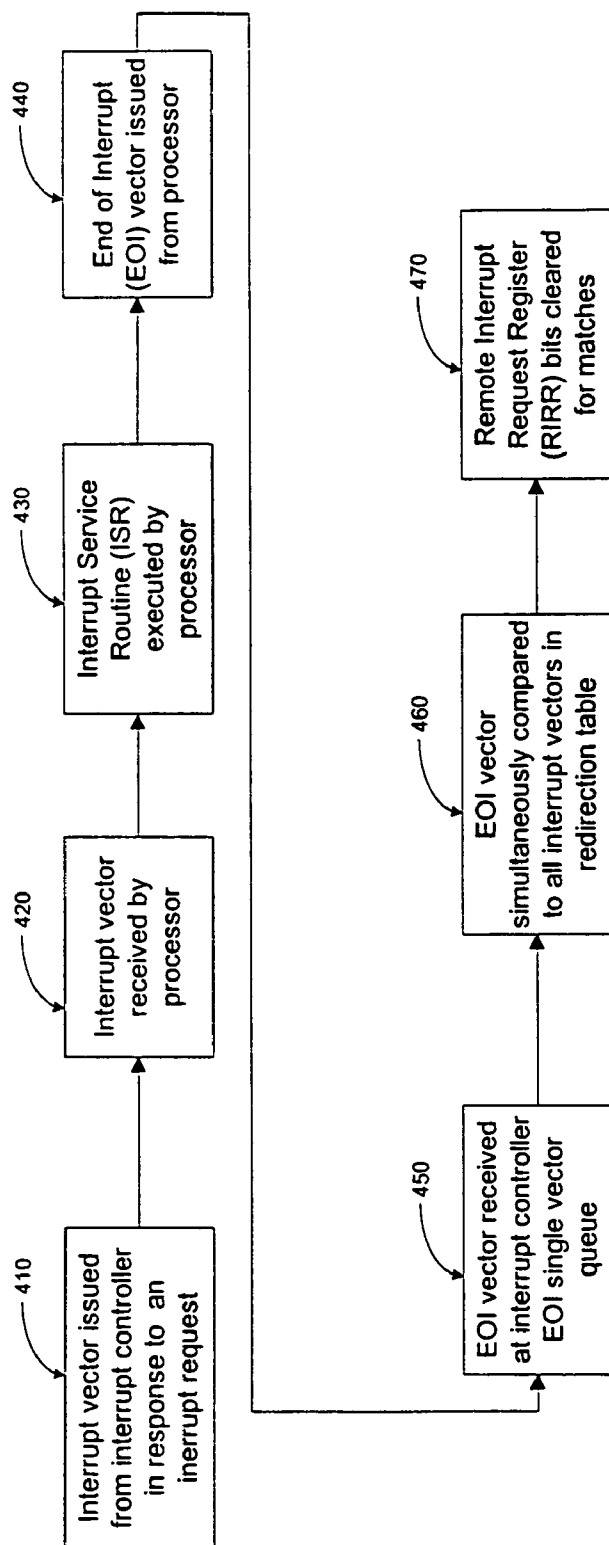 410
Interrupt vector issued
from interrupt controller
in response to an
inerrupt request
420
Interrupt vector
received by
processor
430
Interrupt Service
Routine (ISR)
executed by
processor
440
End of Interrupt
(EOI) vector issued
from processor
450
EOI vector received
at interrupt controller
EOI single vector
queue
460
EOI vector
simultaneously compared
to all interrupt vectors in
redirection table
470
Remote Interrupt
Request Register
(RIRR) bits cleared
for matches